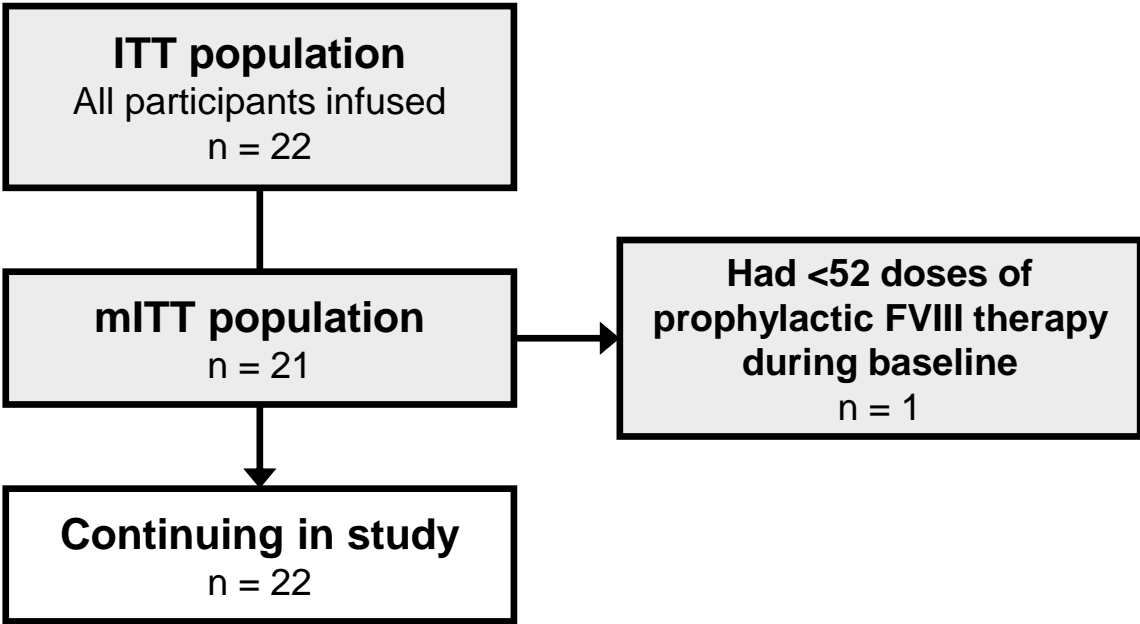 ITT population
All participants infused
n = 22
mITT population
n = 21
Had <52 doses of
prophylactic FVIII therapy
during baseline
n = 1
Continuing in study
n = 22